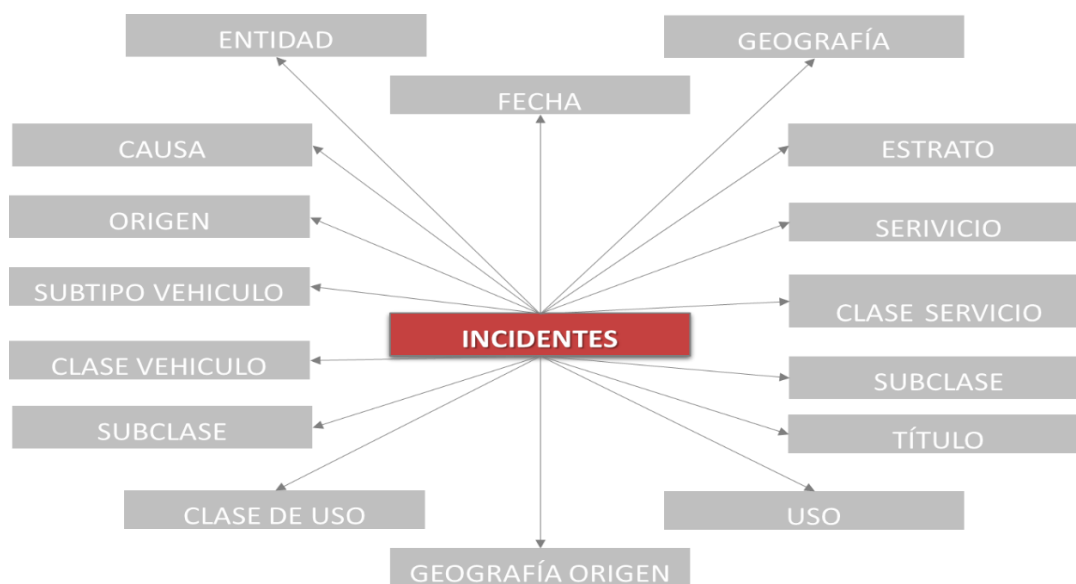 ENTIDAD
GEOGRAFÍA
FECHA
CAUSA
ESTRATO
ORIGEN
SERIVICIO
SUBTIPO VEHICULO
CLASE SERVICIO
INCIDENTES
CLASE VEHICULO
SUBCLASE
SUBCLASE
TÍTULO
CLASE DE USO
USO
GEOGRAFÍA ORIGEN